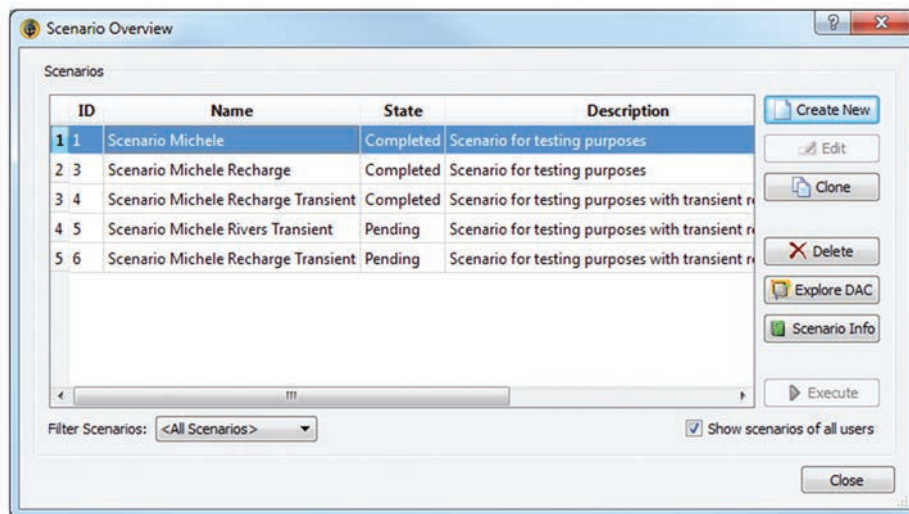 Scenario Overview
Scenarios
ID Name State Description
1 1 Scenario Michele Completed Scenario for testing purposes
2 3 Scenario Michele Recharge Completed Scenario for testing purposes
3 4 Scenario Michele Recharge Transient Completed Scenario for testing purposes with transient r
4 5 Scenario Michele Rivers Transient Pending Scenario for testing purposes with transient r
5 6 Scenario Michele Recharge Transient Pending Scenario for testing purposes with transient r
Create New
Edit
Clone
Delete
Explore DAC
Scenario Info
Execute
Filter Scenarios: <All Scenarios>
Show scenarios of all users
Close